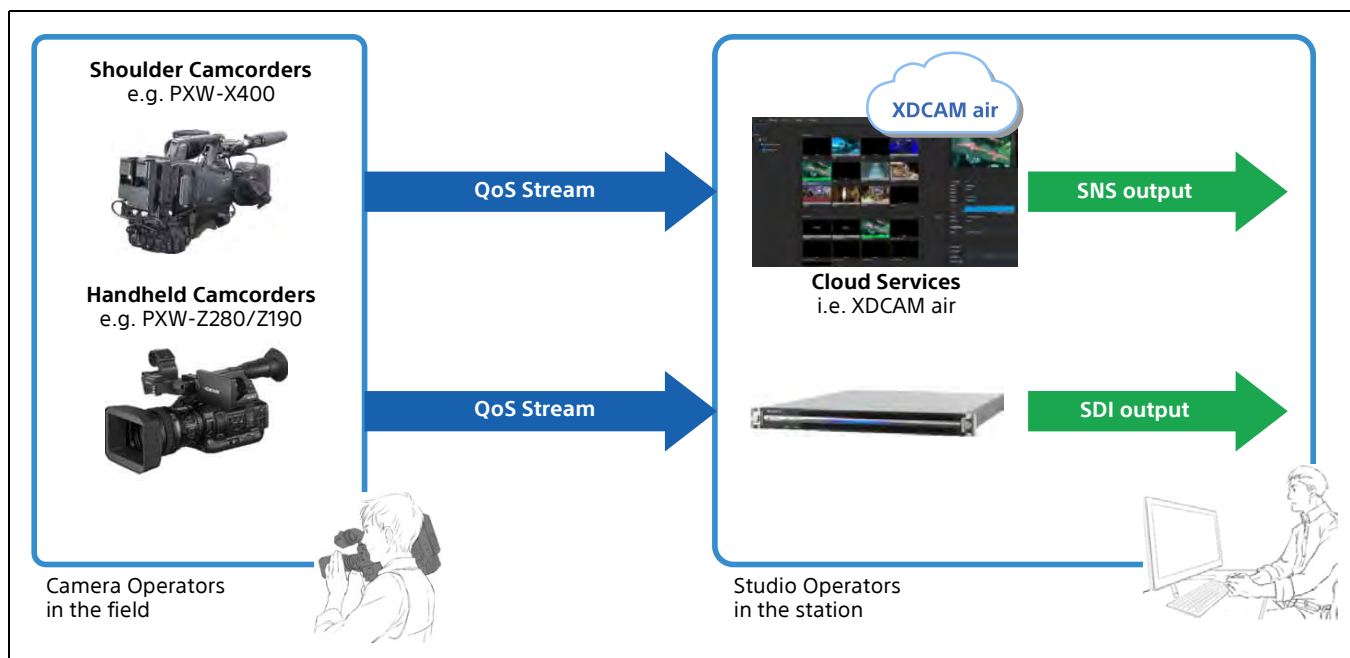 Shoulder Camcorders
e.g. PXW-X400
Handheld Camcorders
e.g. PXW-Z280/Z190
Camera Operators
in the field
QoS Stream
QoS Stream
XDCAM air
Cloud Services
i.e. XDCAM air
SNS output
SDI output
Studio Operators
in the station